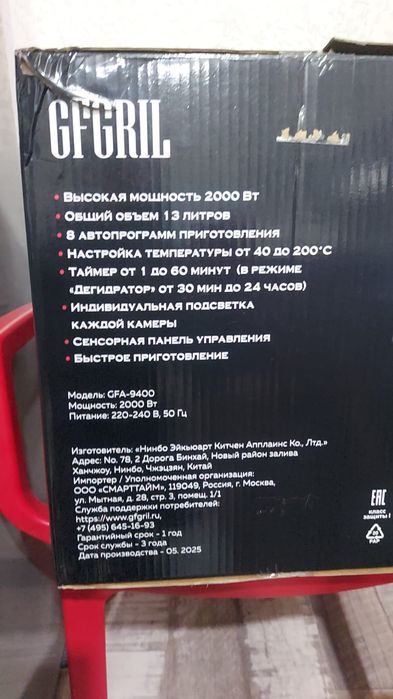 GFGRIL
• Высокая мощность 2000 Вт
• Общий объем 13 литров
• 8 автопрограмм приготовления
• Настройка температуры от 40 до 200°C
• Таймер от 1 до 60 минут (в режиме
«Дегидратор» от 30 мин до 24 часов)
• Индивидуальная подсветка
каждой камеры
• Сенсорная панель управления
• Быстрое приготовление
Модель: GFA-9400
Мощность: 2000 Вт
Питание: 220-240 В, 50 Гц
Изготовитель: «Нинбо Эйкьюарт Китчен Апплаинс Ко., Лтд.»
Адрес: No. 78, 2 Дорога Бинхай, Новый район залива
Ханчжоу, Нинбо, Чжэцзян, Китай
Импортер / Уполномоченная организация:
ООО «СМАРТТАЙМ», 119049, Россия, г. Москва,
ул. Мытная, д. 28, стр. 3, помещ. 1/1
Служба поддержки потребителей:
https://www.gfgril.ru,
+7 (495) 645-16-93
Гарантийный срок - 1 год
Срок службы - 3 года
Дата производства - 05. 2025
EAC
класс
защиты I
20
PAP